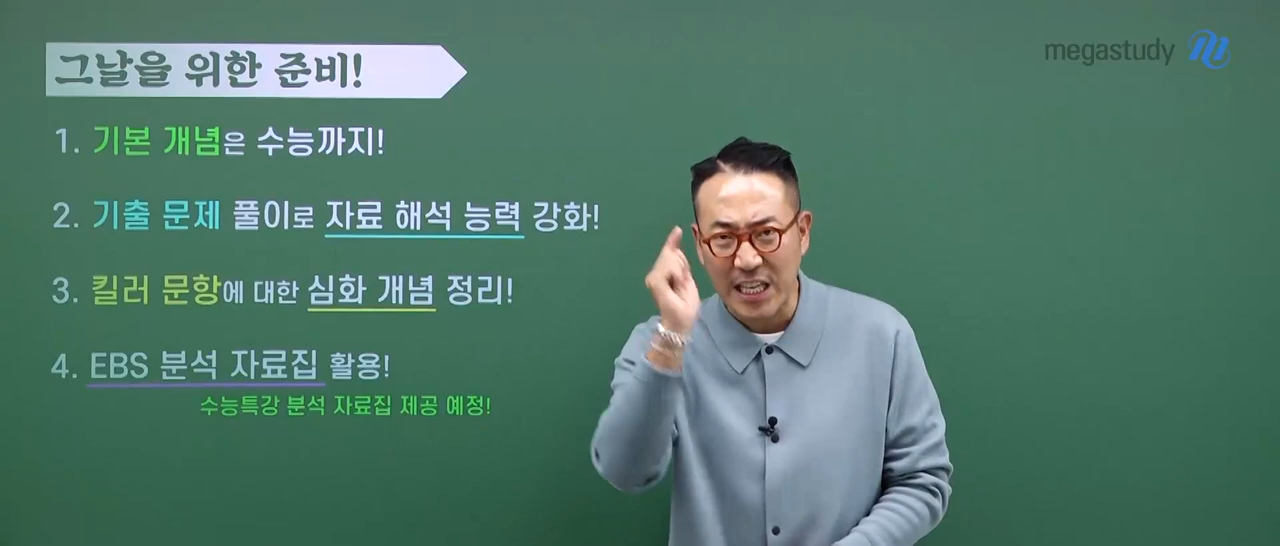 그날을 위한 준비!
megastudy
1. 기본 개념은 수능까지!
2. 기출 문제 풀이로 자료 해석 능력 강화!
3. 킬러 문항에 대한 심화 개념 정리!
4. EBS 분석 자료집 활용!
수능특강 분석 자료집 제공 예정!